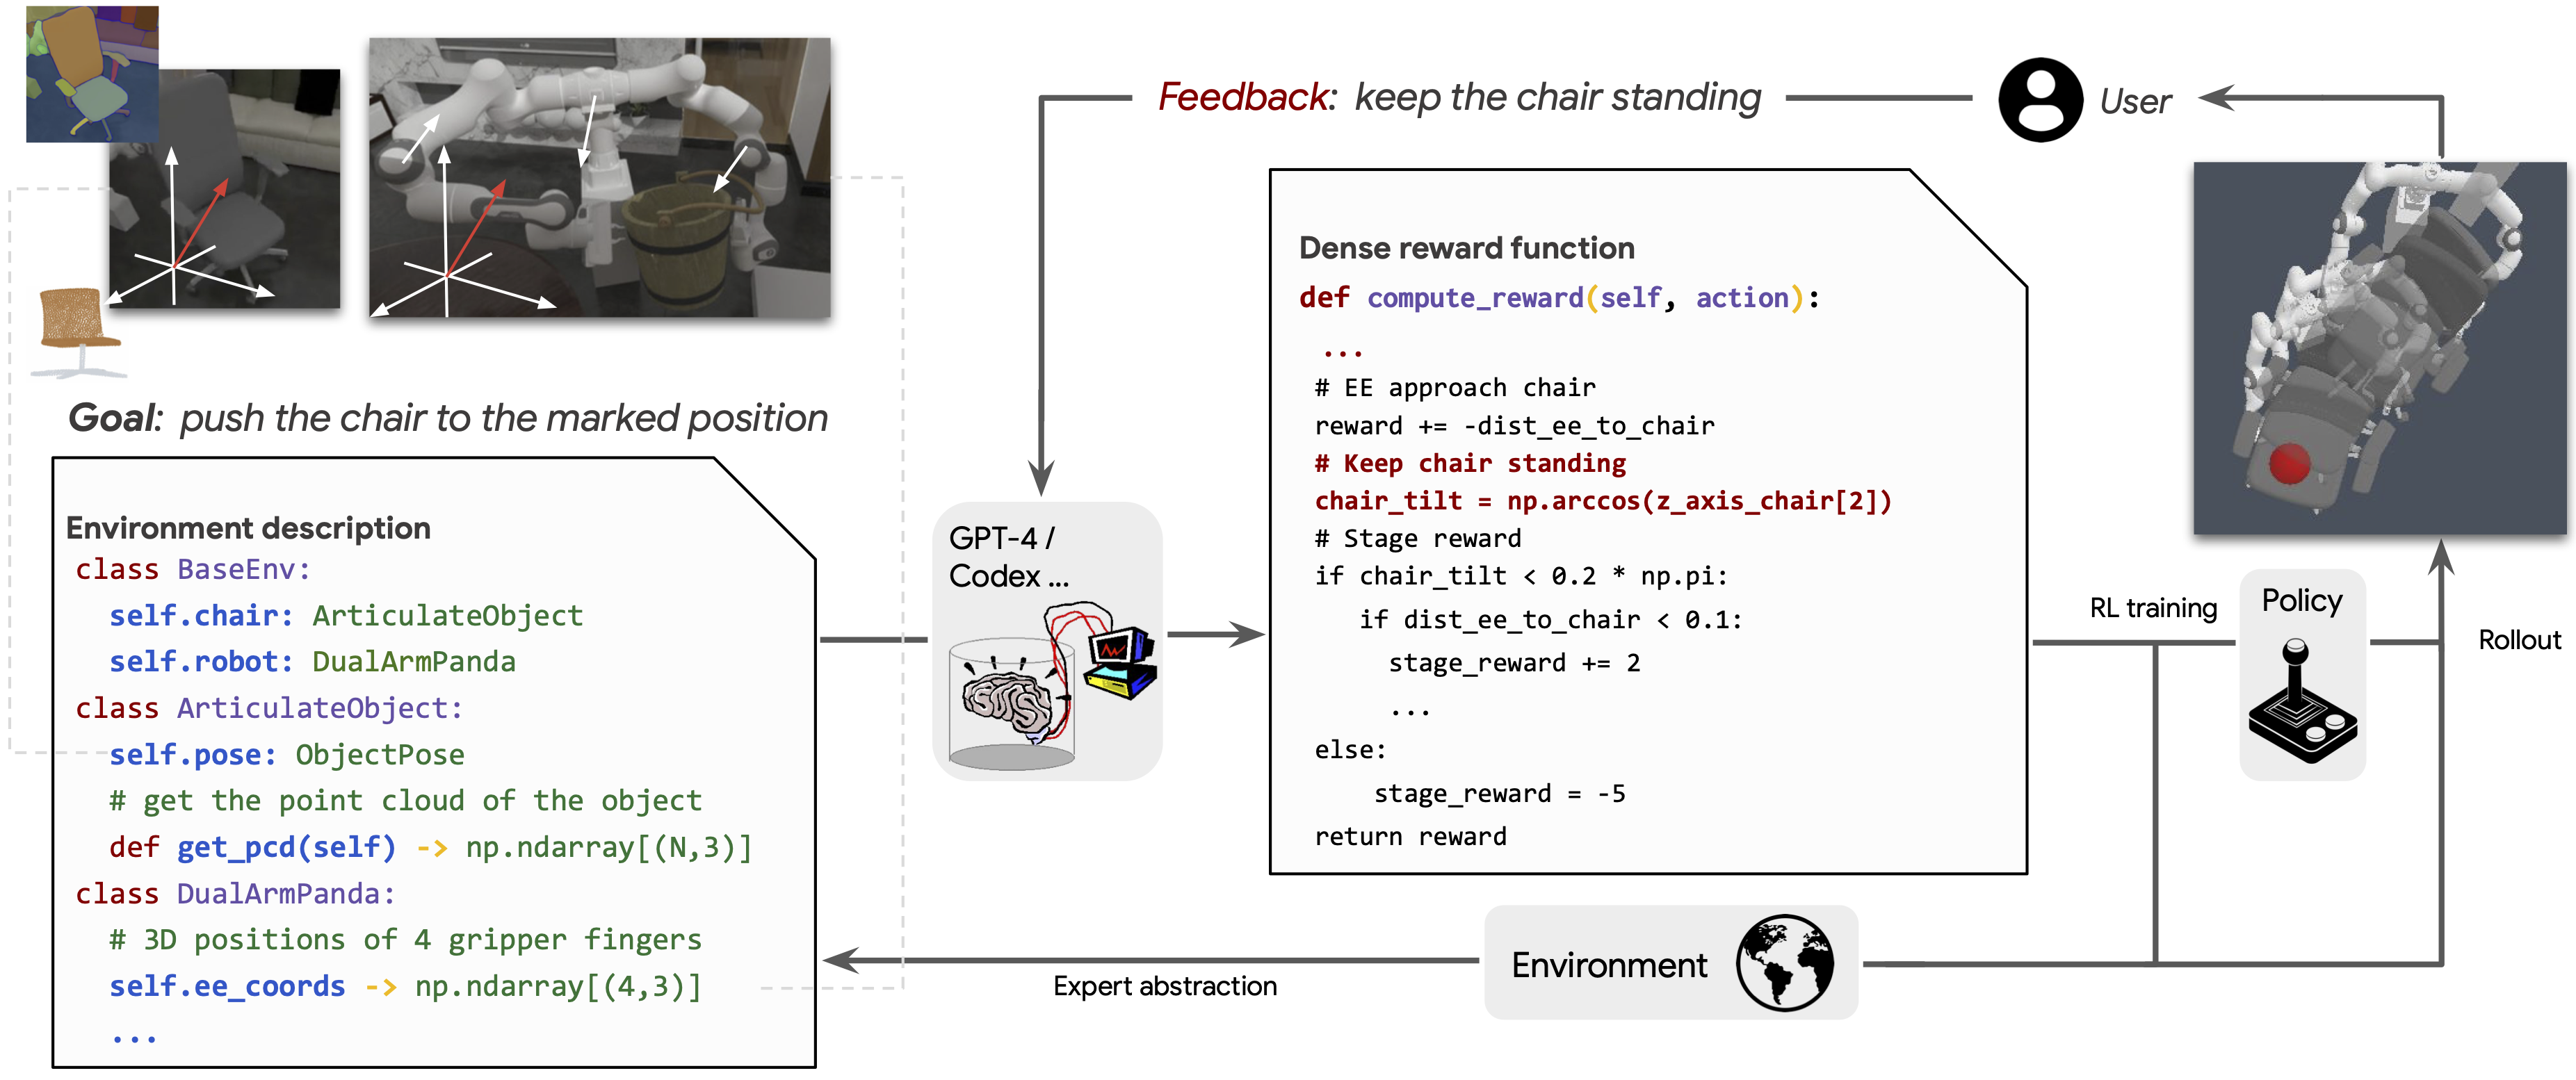 Goal: push the chair to the marked position
Environment description
class BaseEnv:
self.chair: ArticulateObject
self.robot: DualArmPanda
class ArticulateObject:
self.pose: ObjectPose
# get the point cloud of the object
def get_pcd(self) -> np.ndarray[(N,3)]
class DualArmPanda:
# 3D positions of 4 gripper fingers
self.ee_coords -> np.ndarray[(4,3)]
...
GPT-4 /
Codex ...
Feedback: keep the chair standing
User
Dense reward function
def compute_reward(self, action):
...
# EE approach chair
reward += -dist_ee_to_chair
# Keep chair standing
chair_tilt = np.arccos(z_axis_chair[2])
# Stage reward
if chair_tilt < 0.2 * np.pi:
if dist_ee_to_chair < 0.1:
stage_reward += 2
...
else:
stage_reward = -5
return reward
RL training
Policy
Rollout
Environment
Expert abstraction